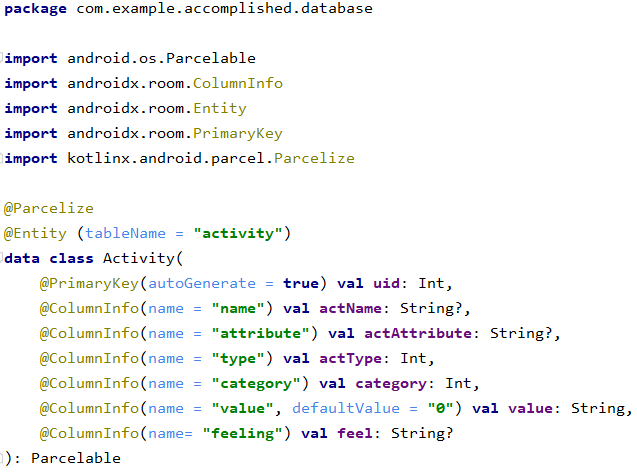 package com.example.accomplished.database
import android.os.Parcelable
import androidx.room.ColumnInfo
import androidx.room.Entity
import androidx.room.PrimaryKey
import kotlinx.android.parcel.Parcelize
@Parcelize
@Entity (tableName = "activity")
data class Activity(
    @PrimaryKey(autoGenerate = true) val uid: Int,
    @ColumnInfo(name = "name") val actName: String?,
    @ColumnInfo(name = "attribute") val actAttribute: String?,
    @ColumnInfo(name = "type") val actType: Int,
    @ColumnInfo(name = "category") val category: Int,
    @ColumnInfo(name = "value", defaultValue = "0") val value: String,
    @ColumnInfo(name= "feeling") val feel: String?
): Parcelable